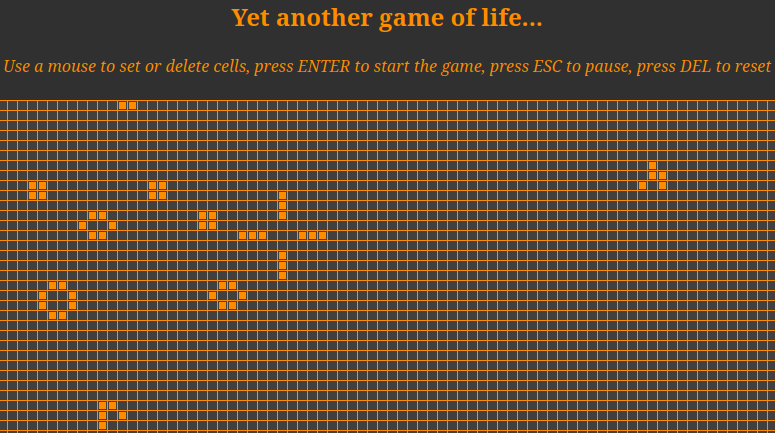 Yet another game of life...
Use a mouse to set or delete cells, press ENTER to start the game, press ESC to pause, press DEL to reset